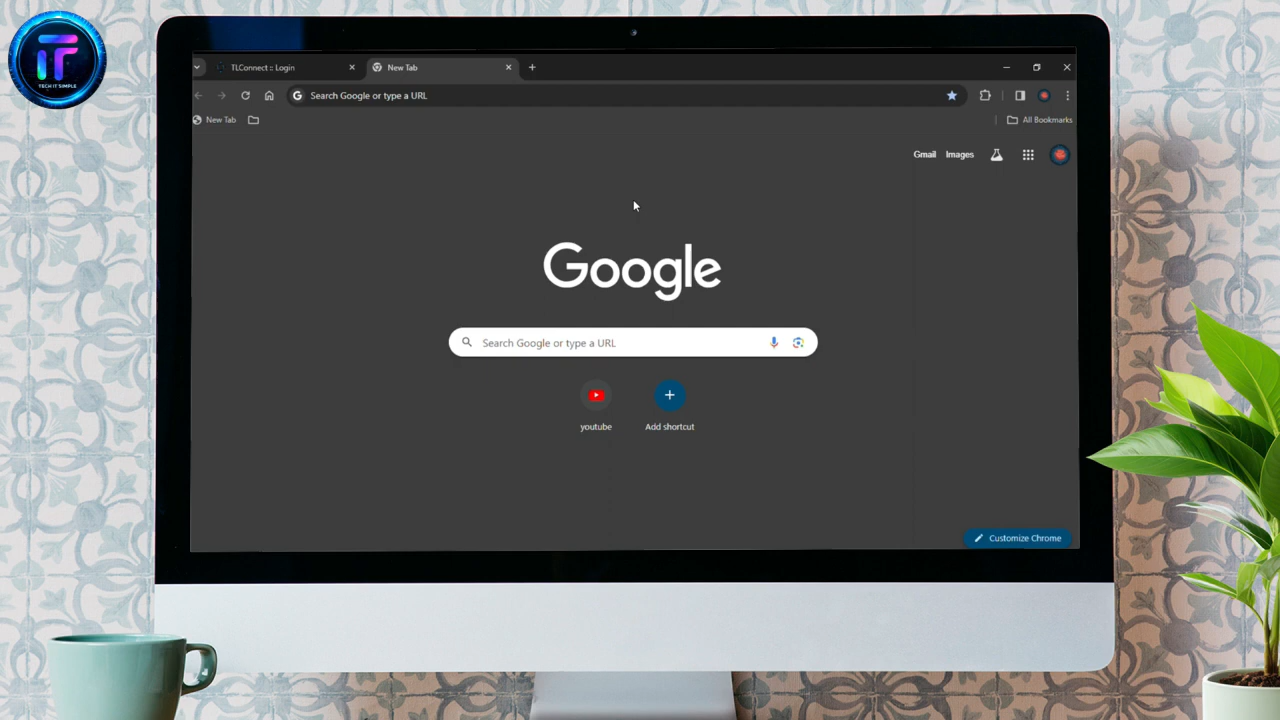 TECH IT SIMPLE
TLConnect :: Login
New Tab
Search Google or type a URL
New Tab
All Bookmarks
Gmail Images
Google
Search Google or type a URL
youtube
Add shortcut
Customize Chrome